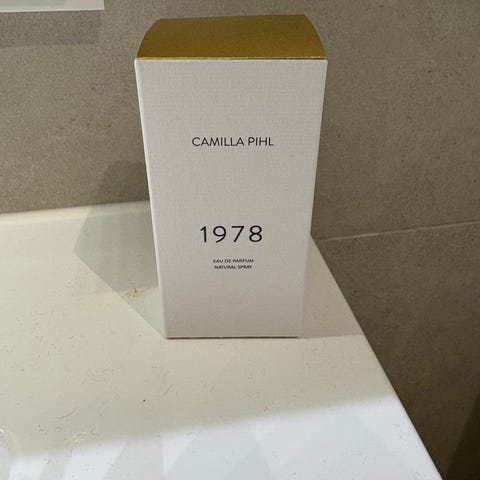 CAMILLA PIHL
1978
EAU DE PARFUM
NATURAL SPRAY